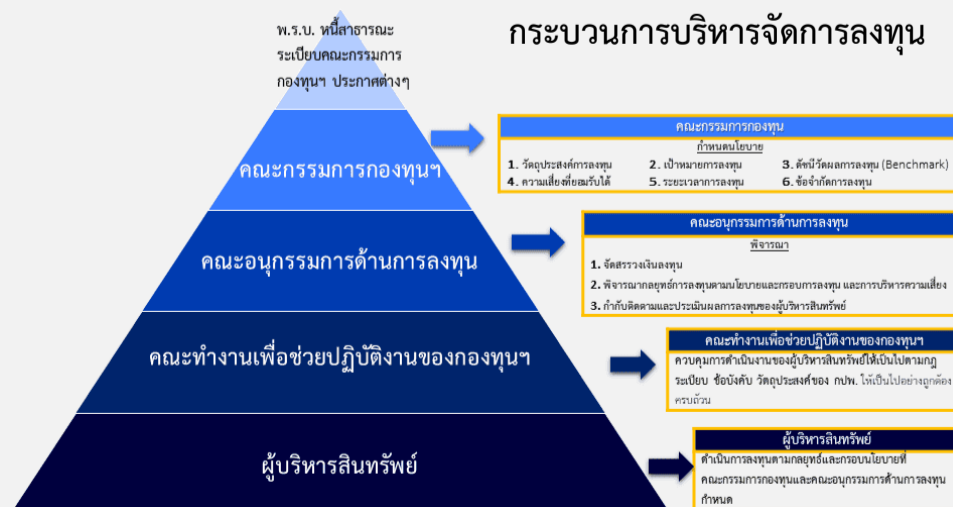 กระบวนการบริหารจัดการลงทุน
พ.ร.บ. หนี้สาธารณะ
ระเบียบคณะกรรมการ
กองทุนฯ ประกาศต่างๆ
คณะกรรมการกองทุนฯ
คณะกรรมการกองทุน
กำหนดนโยบาย
1. วัตถุประสงค์การลงทุน 2. เป้าหมายการลงทุน 3. ดัชนีวัดผลการลงทุน (Benchmark)
4. ความเสี่ยงที่ยอมรับได้ 5. ระยะเวลาการลงทุน 6. ข้อจำกัดการลงทุน
คณะอนุกรรมการด้านการลงทุน
คณะอนุกรรมการด้านการลงทุน
พิจารณา
1. จัดสรรวงเงินลงทุน
2. พิจารณากลยุทธ์การลงทุนตามนโยบายและกรอบการลงทุน และการบริหารความเสี่ยง
3. กำกับติดตามและประเมินผลการลงทุนของผู้บริหารสินทรัพย์
คณะทำงานเพื่อช่วยปฏิบัติงานของกองทุนฯ
คณะทำงานเพื่อช่วยปฏิบัติงานของกองทุนฯ
ควบคุมการดำเนินงานของผู้บริหารสินทรัพย์ให้เป็นไปตามกฎ
ระเบียบ ข้อบังคับ วัตถุประสงค์ของ กปพ. ให้เป็นไปอย่างถูกต้อง
ครบถ้วน
ผู้บริหารสินทรัพย์
ผู้บริหารสินทรัพย์
ดำเนินการลงทุนตามกลยุทธ์และกรอบนโยบายที่
คณะกรรมการกองทุนและคณะอนุกรรมการด้านการลงทุน
กำหนด